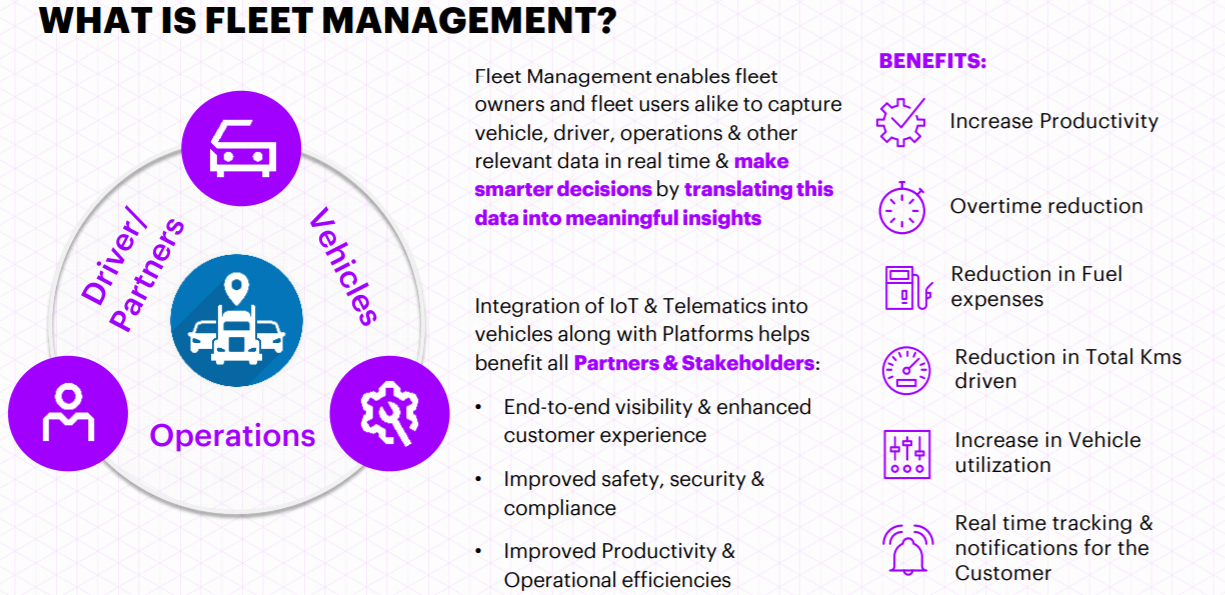 WHAT IS FLEET MANAGEMENT?
Driver/
Partners
Vehicles
Operations
Fleet Management enables fleet
owners and fleet users alike to capture
vehicle, driver, operations & other
relevant data in real time & make
smarter decisions by translating this
data into meaningful insights
Integration of IoT & Telematics into
vehicles along with Platforms helps
benefit all Partners & Stakeholders:
• End-to-end visibility & enhanced
customer experience
• Improved safety, security &
compliance
• Improved Productivity &
Operational efficiencies
BENEFITS:
Increase Productivity
Overtime reduction
Reduction in Fuel
expenses
Reduction in Total Kms
driven
Increase in Vehicle
utilization
Real time tracking &
notifications for the
Customer